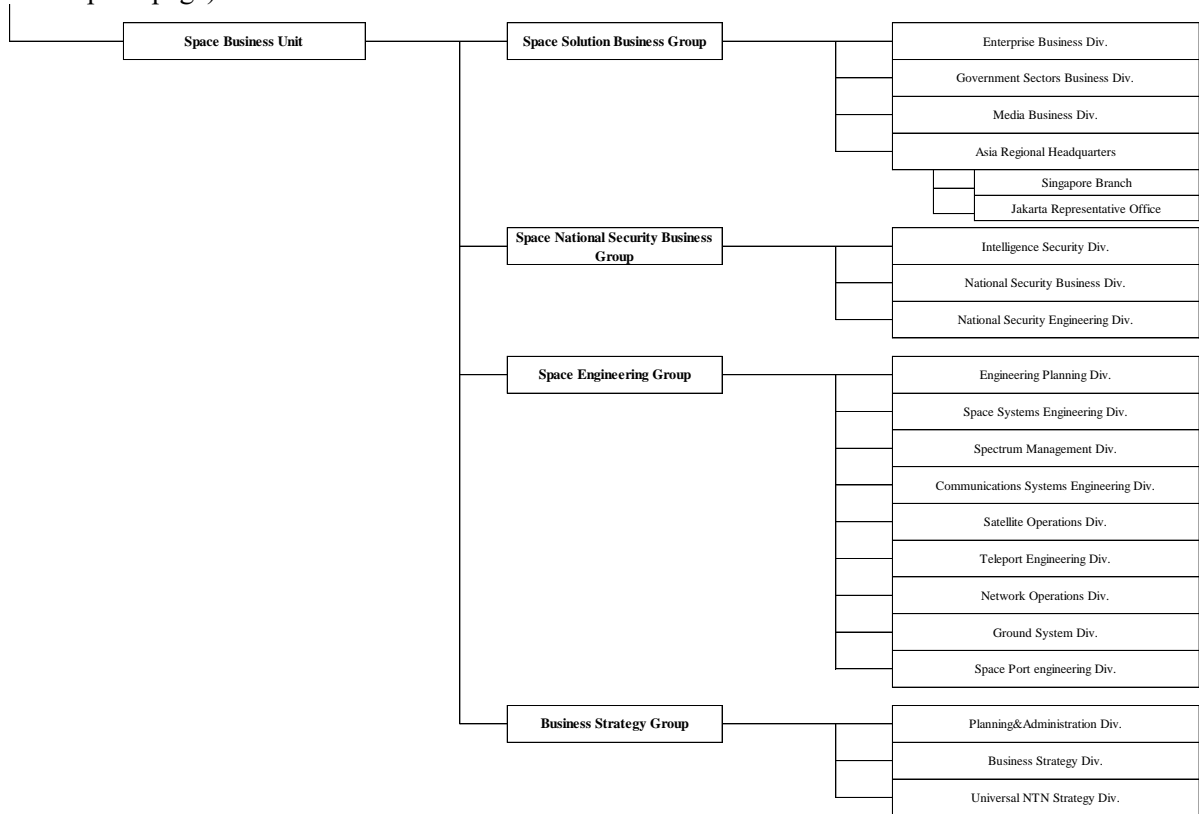 Space Business Unit
Space Solution Business Group
Enterprise Business Div.
Government Sectors Business Div.
Media Business Div.
Asia Regional Headquarters
Singapore Branch
Jakarta Representative Office
Space National Security Business
Group
Intelligence Security Div.
National Security Business Div.
National Security Engineering Div.
Space Engineering Group
Engineering Planning Div.
Space Systems Engineering Div.
Spectrum Management Div.
Communications Systems Engineering Div.
Satellite Operations Div.
Teleport Engineering Div.
Network Operations Div.
Ground System Div.
Space Port engineering Div.
Business Strategy Group
Planning&Administration Div.
Business Strategy Div.
Universal NTN Strategy Div.